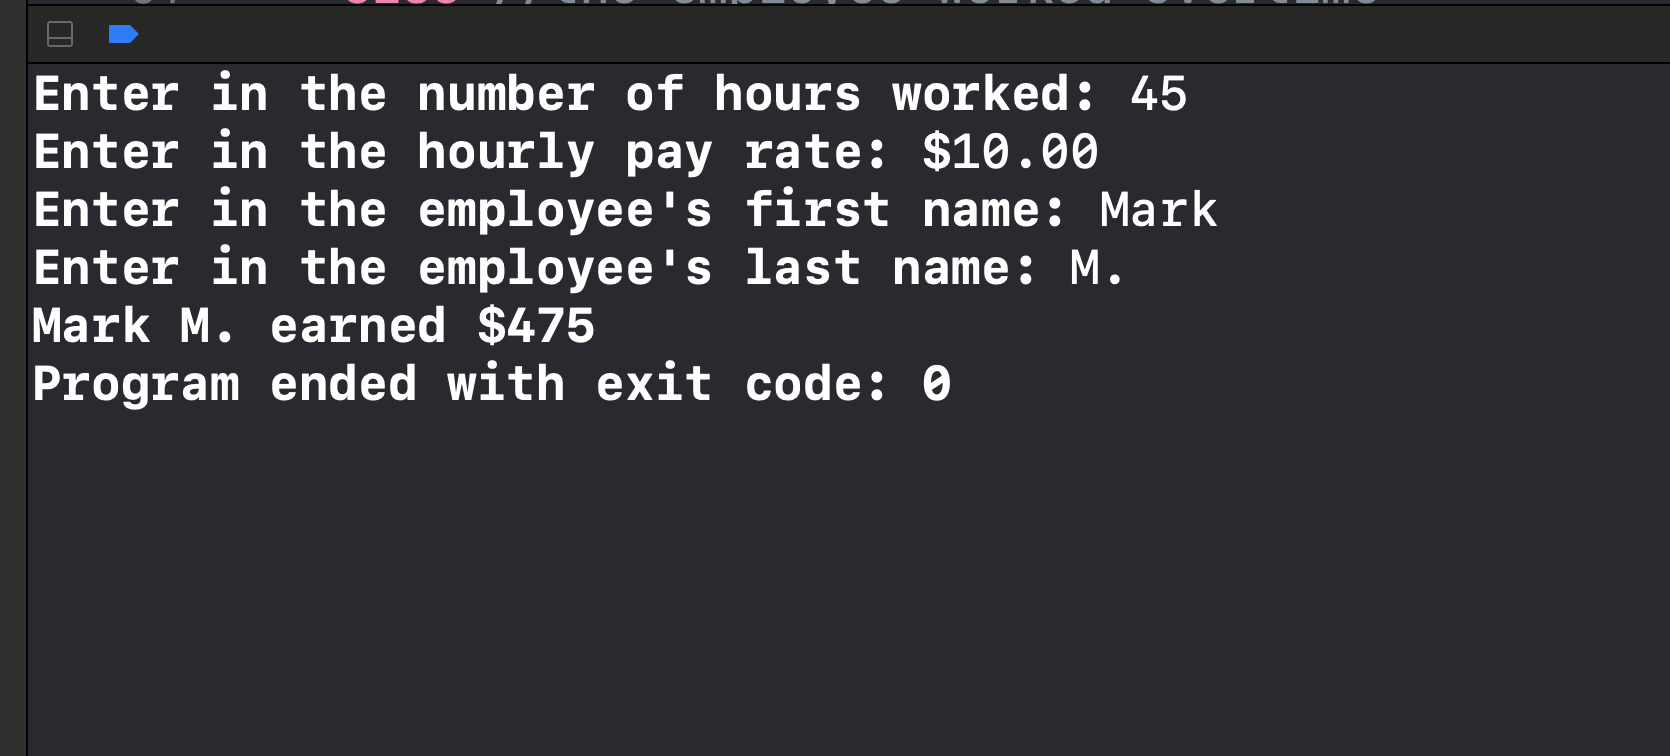 else //the employee worked overtime
Enter in the number of hours worked: 45
Enter in the hourly pay rate: $10.00
Enter in the employee's first name: Mark
Enter in the employee's last name: M.
Mark M. earned $475
Program ended with exit code: 0